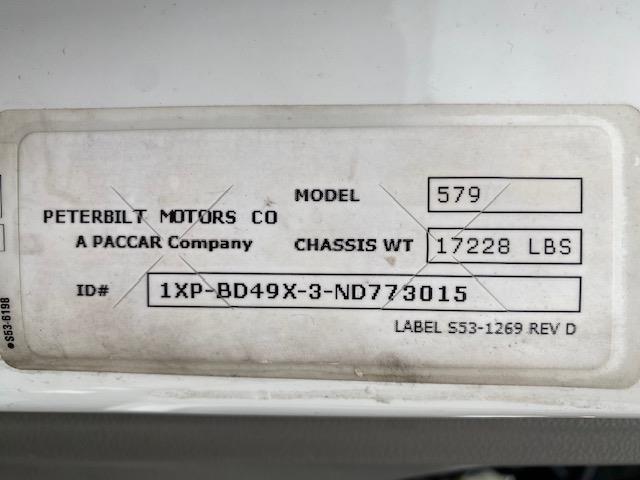 MODEL 579
PETERBILT MOTORS CO
A PACCAR Company CHASSIS WT 17228 LBS
ID# 1XP-BD49X-3-ND773015
LABEL S53-1269 REV D
S53-6198